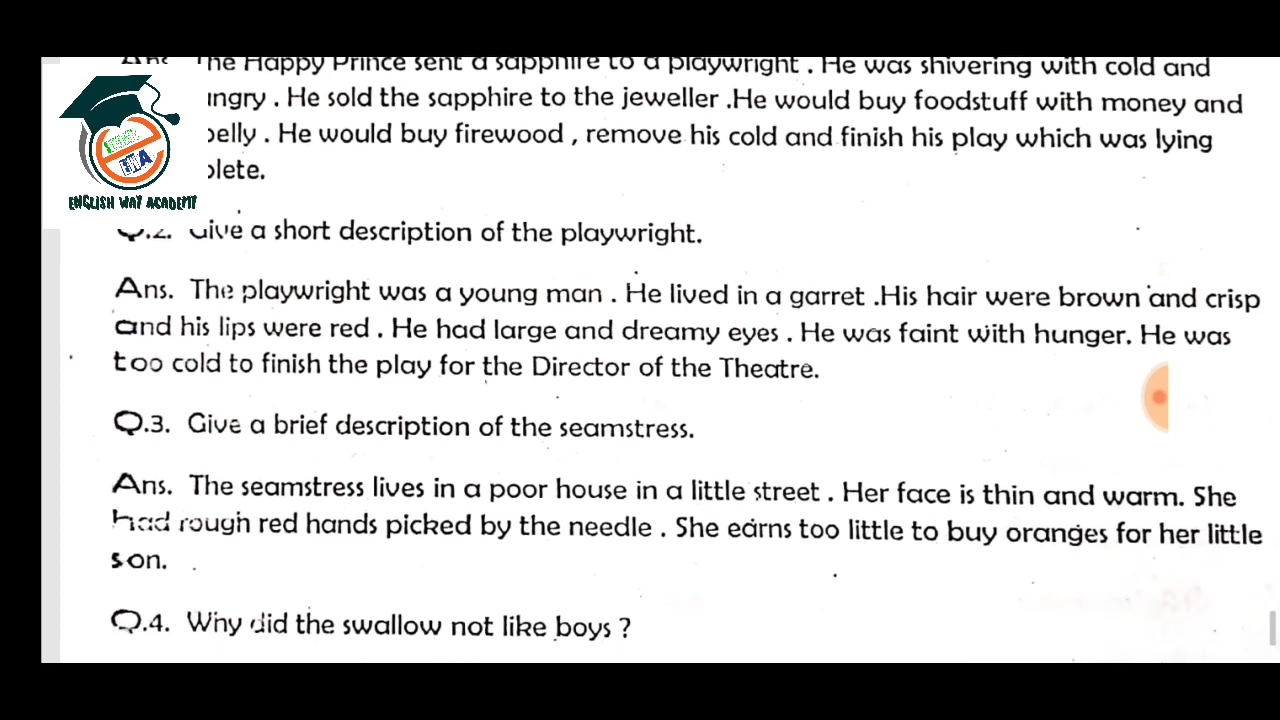 The Happy Prince sent a sapphire to a playwright . He was shivering with cold and
He sold the sapphire to the jeweller .He would buy foodstuff with money and
He would buy firewood , remove his cold and finish his play which was lying
ENGLISH WAY ACADEMY
Q.2. Give a short description of the playwright.
Ans. The playwright was a young man . He lived in a garret .His hair were brown and crisp
and his lips were red . He had large and dreamy eyes . He was faint with hunger. He was
too cold to finish the play for the Director of the Theatre.
Q.3. Give a brief description of the seamstress.
Ans. The seamstress lives in a poor house in a little street . Her face is thin and warm. She
had rough red hands picked by the needle . She earns too little to buy oranges for her little
son.
Q.4. Why did the swallow not like boys ?